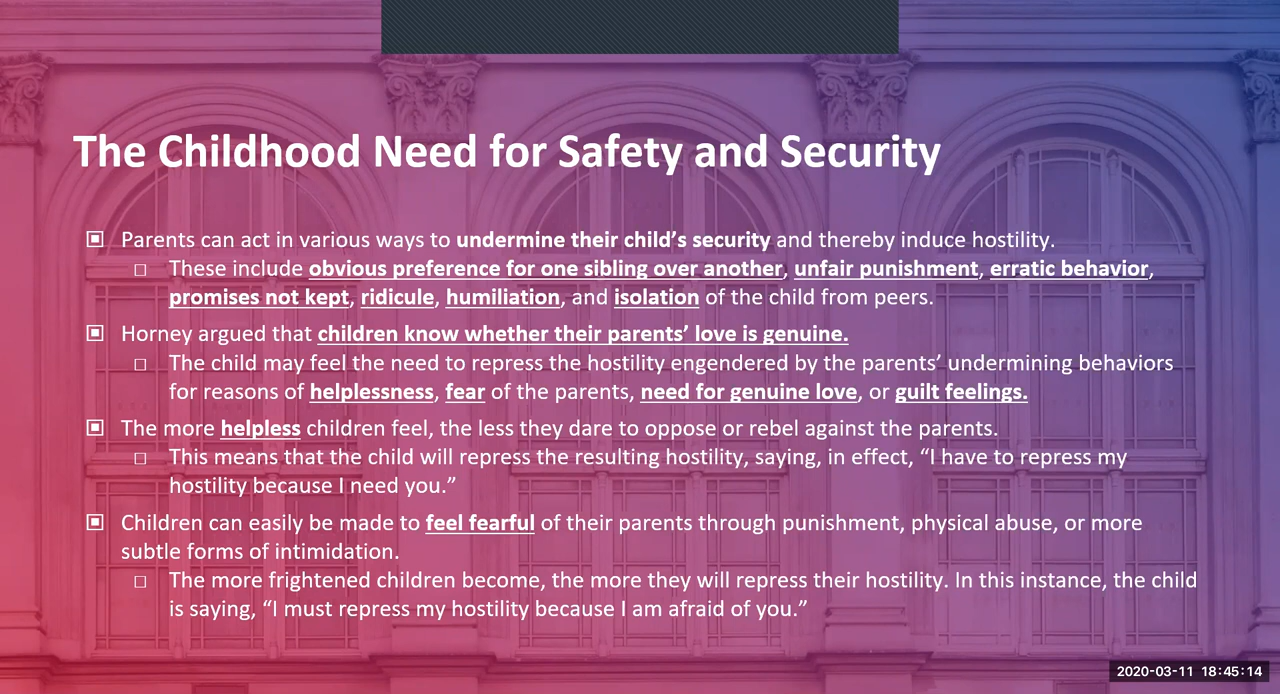 The Childhood Need for Safety and Security
Parents can act in various ways to undermine their child’s security and thereby induce hostility.
These include obvious preference for one sibling over another, unfair punishment, erratic behavior,
promises not kept, ridicule, humiliation, and isolation of the child from peers.
Horney argued that children know whether their parents’ love is genuine.
The child may feel the need to repress the hostility engendered by the parents’ undermining behaviors
for reasons of helplessness, fear of the parents, need for genuine love, or guilt feelings.
The more helpless children feel, the less they dare to oppose or rebel against the parents.
This means that the child will repress the resulting hostility, saying, in effect, “I have to repress my
hostility because I need you.”
Children can easily be made to feel fearful of their parents through punishment, physical abuse, or more
subtle forms of intimidation.
The more frightened children become, the more they will repress their hostility. In this instance, the child
is saying, “I must repress my hostility because I am afraid of you.”
2020-03-11 18:45:14